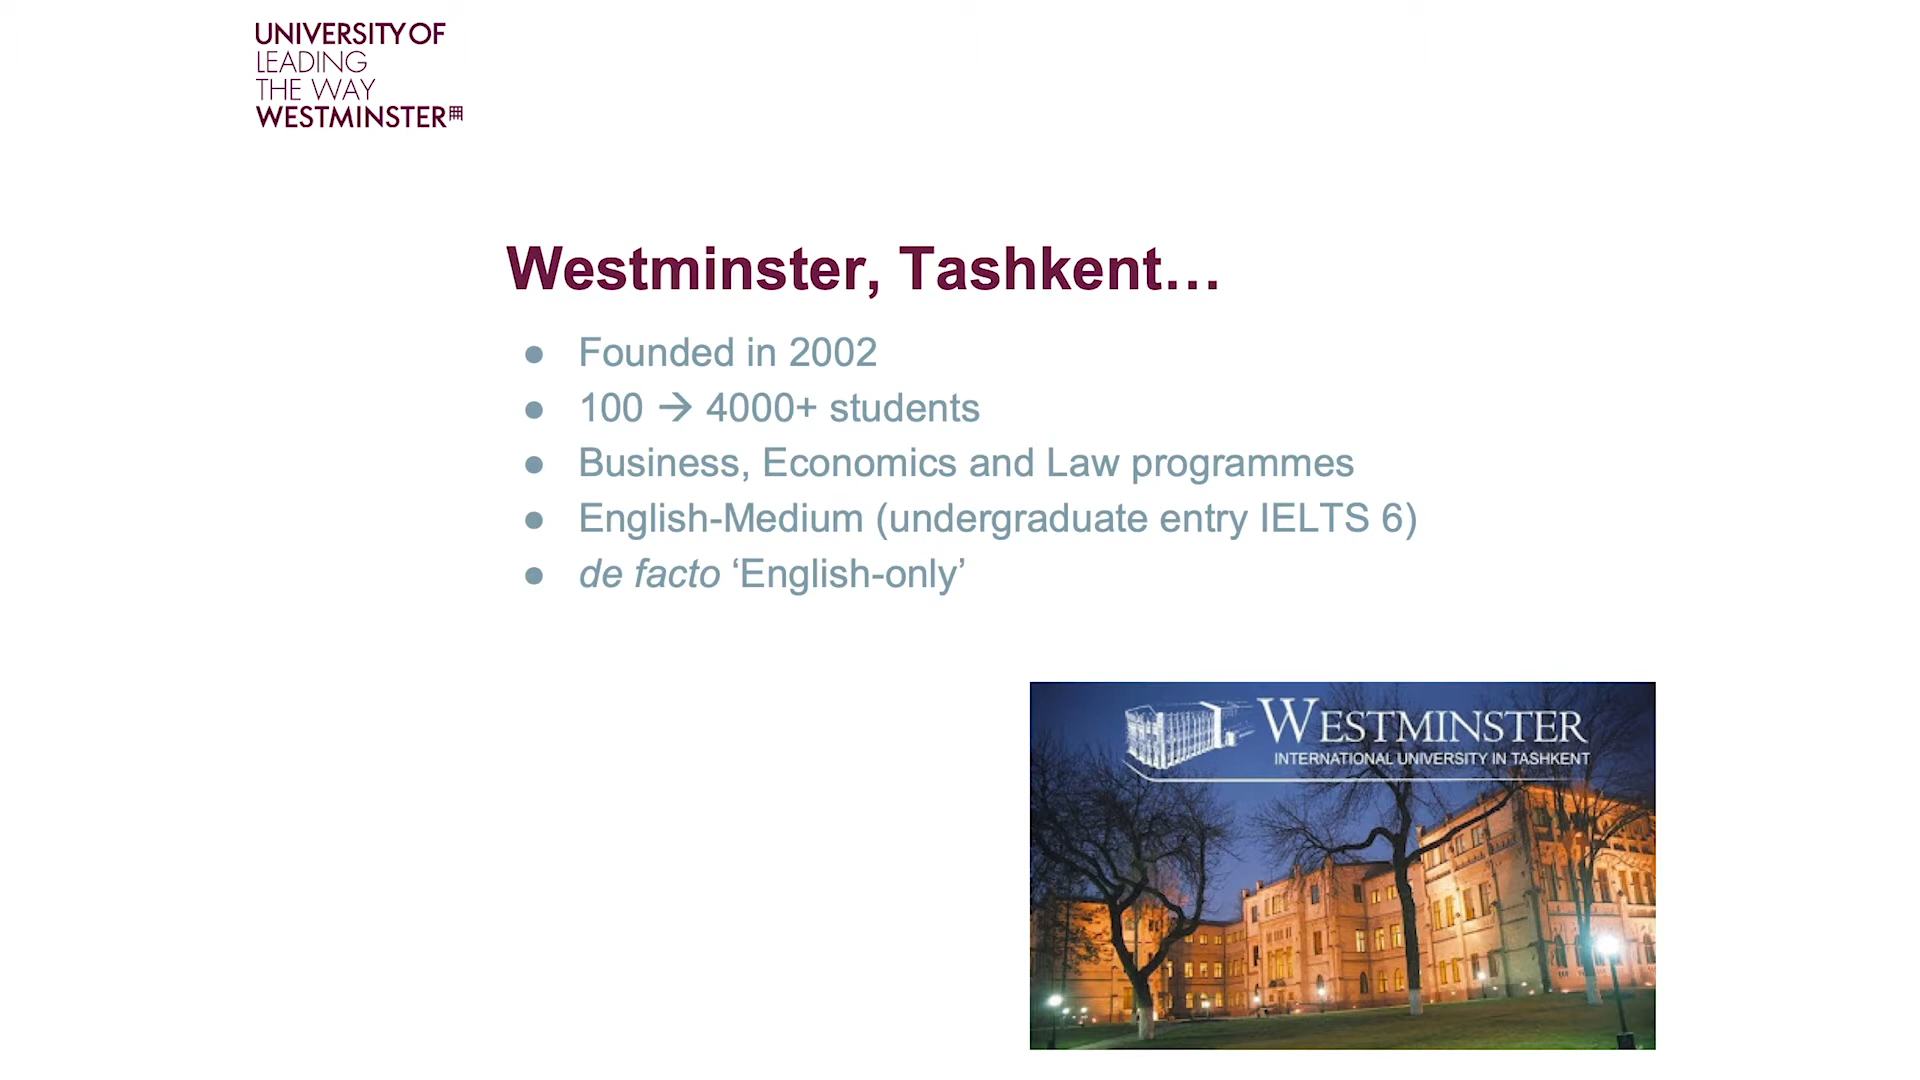 UNIVERSITY OF
LEADING
THE WAY
WESTMINSTER
Westminster, Tashkent…
● Founded in 2002
● 100 → 4000+ students
● Business, Economics and Law programmes
● English-Medium (undergraduate entry IELTS 6)
● de facto ‘English-only’
WESTMINSTER
INTERNATIONAL UNIVERSITY IN TASHKENT